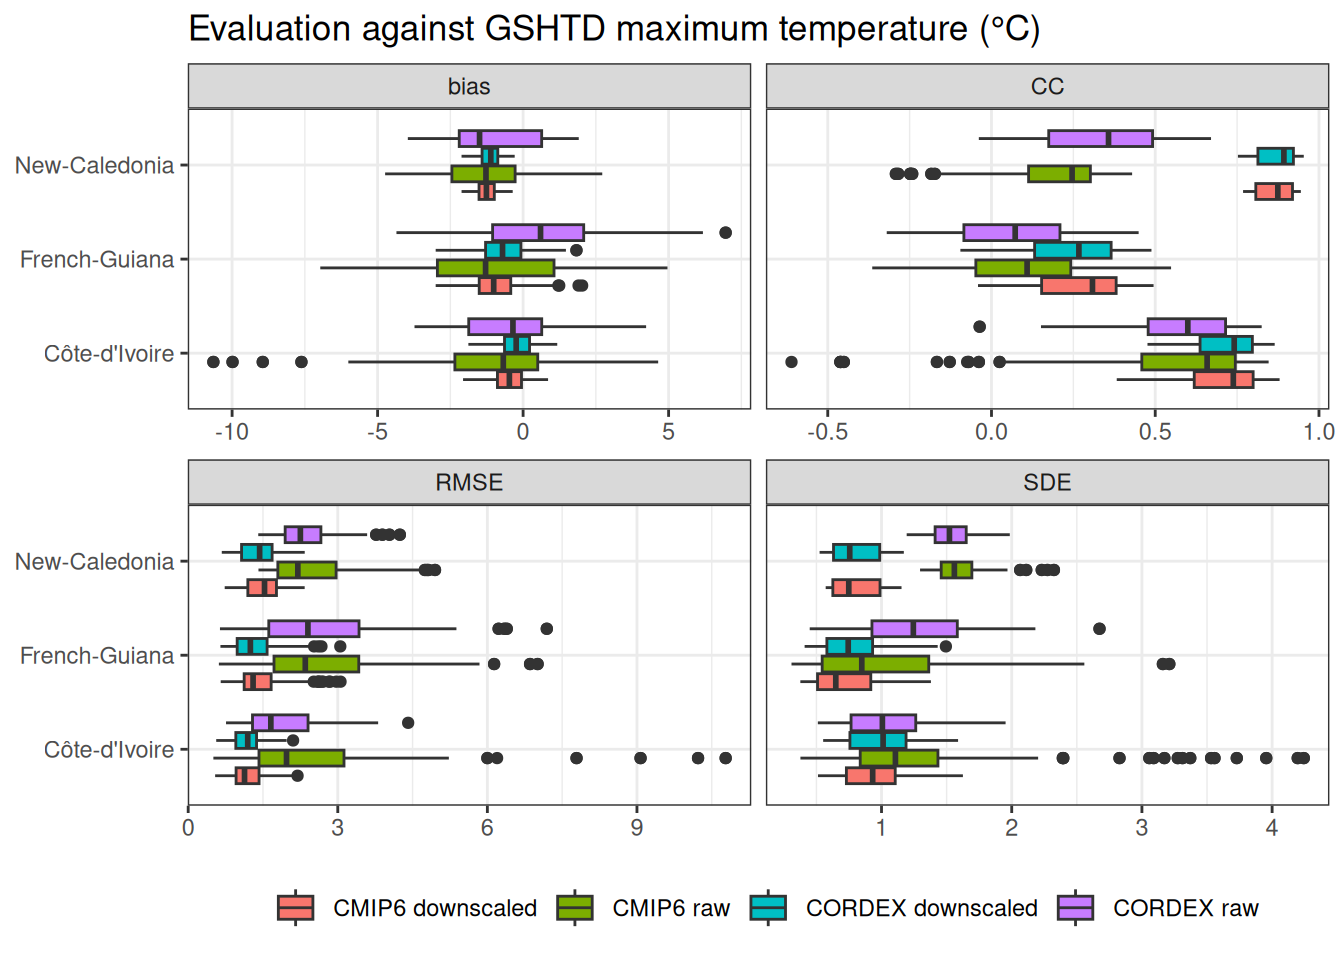 Evaluation against GSHTD maximum temperature (°C)
bias
CC
New-Caledonia
French-Guiana
Côte-d'Ivoire
-10 -5 0 5
-0.5 0.0 0.5 1.0
RMSE
SDE
New-Caledonia
French-Guiana
Côte-d'Ivoire
0 3 6 9
1 2 3 4
CMIP6 downscaled CMIP6 raw CORDEX downscaled CORDEX raw